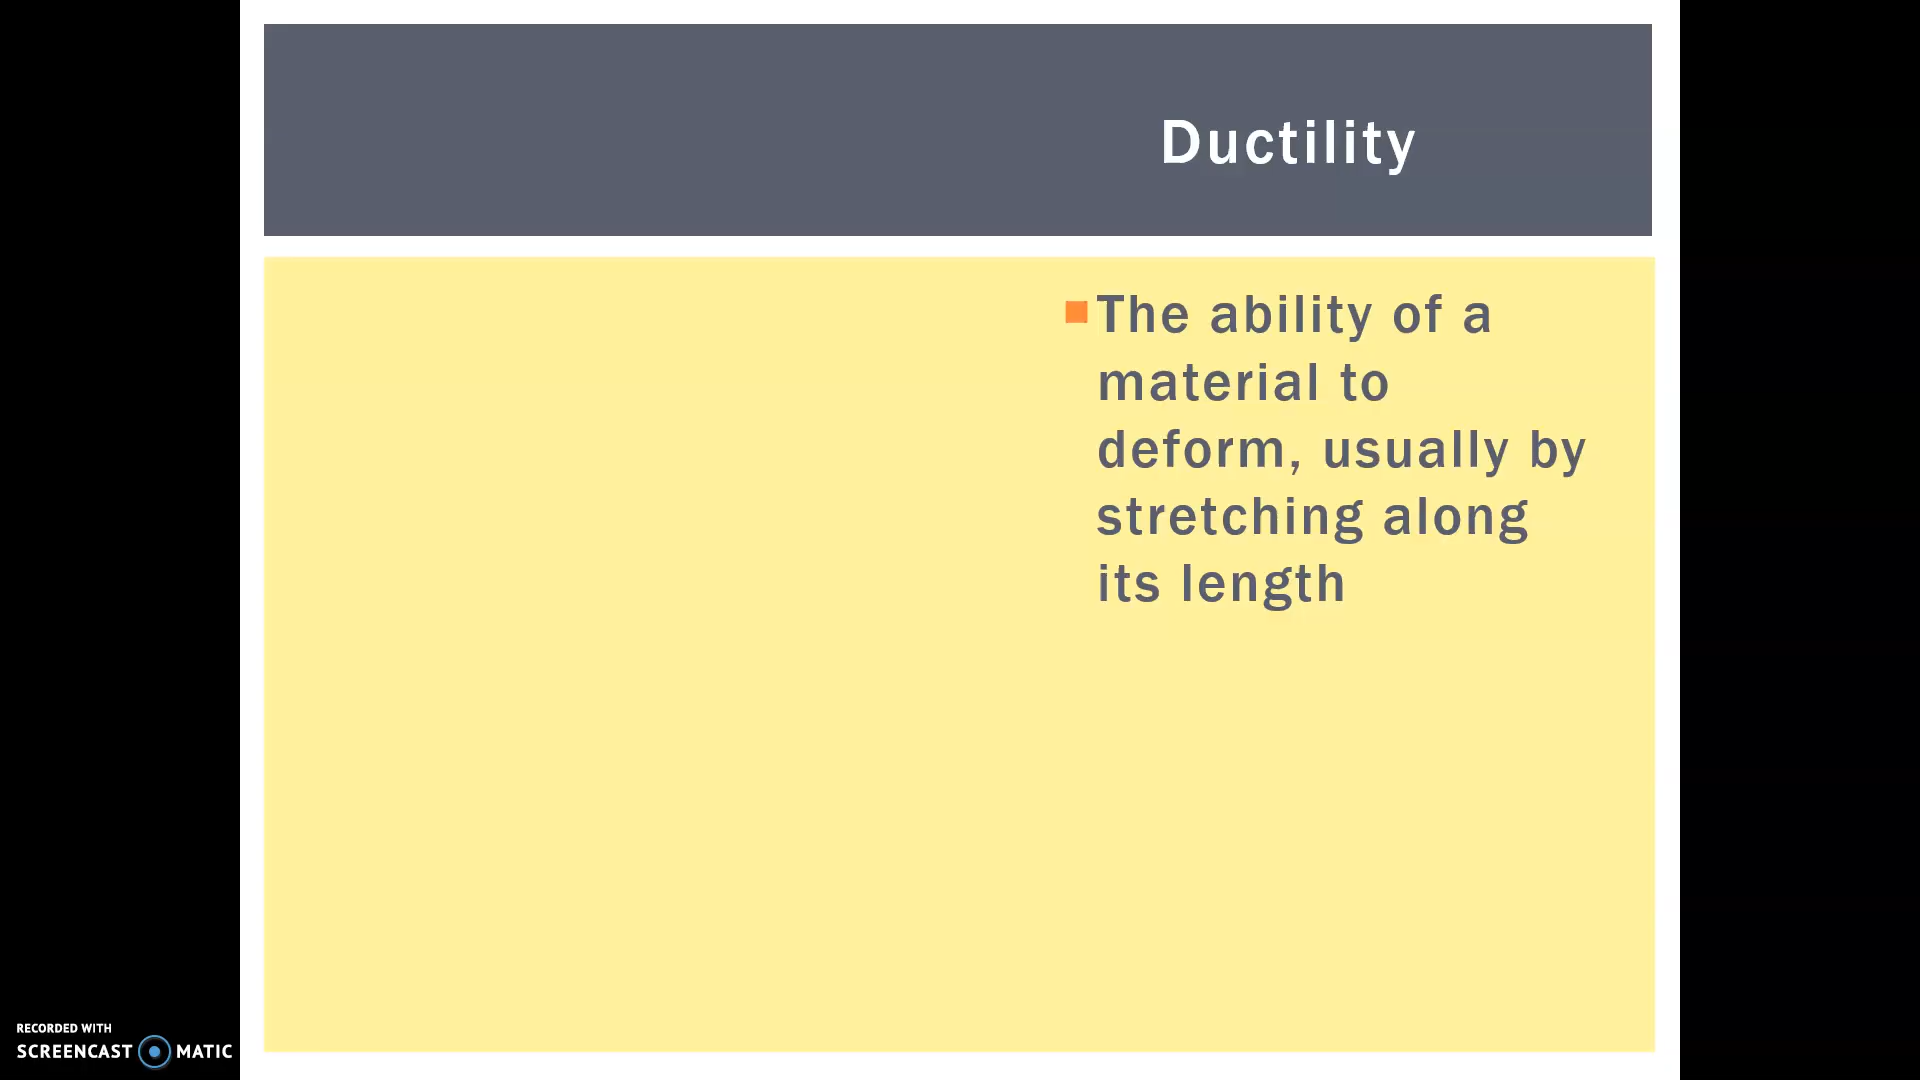 Ductility
The ability of a
material to
deform, usually by
stretching along
its length
RECORDED WITH
SCREENCAST MATIC